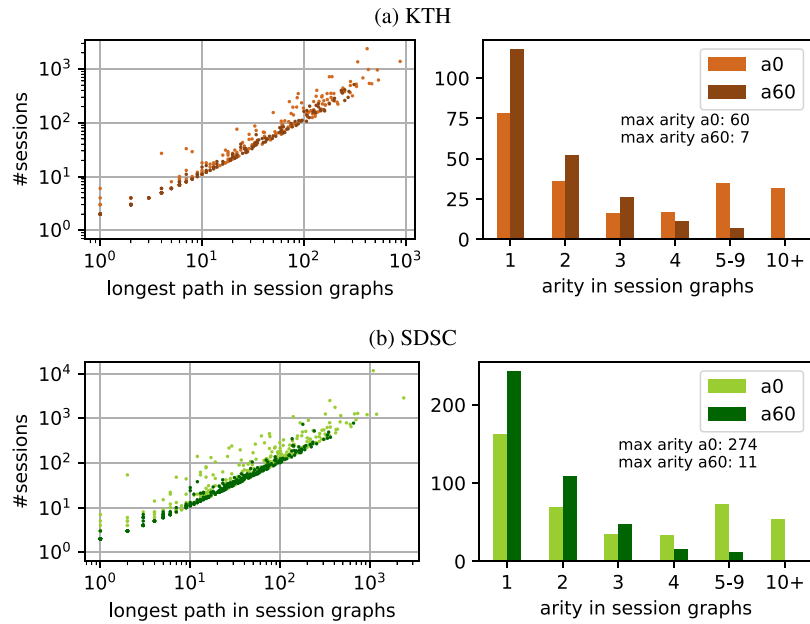 (a) KTH
#sessions
10^3
10^2
10^1
10^0
10^0 10^1 10^2 10^3
longest path in session graphs
100
75
50
25
0
a0
a60
max arity a0: 60
max arity a60: 7
1 2 3 4 5-9 10+
arity in session graphs
(b) SDSC
#sessions
10^4
10^3
10^2
10^1
10^0
10^0 10^1 10^2 10^3
longest path in session graphs
200
100
0
a0
a60
max arity a0: 274
max arity a60: 11
1 2 3 4 5-9 10+
arity in session graphs